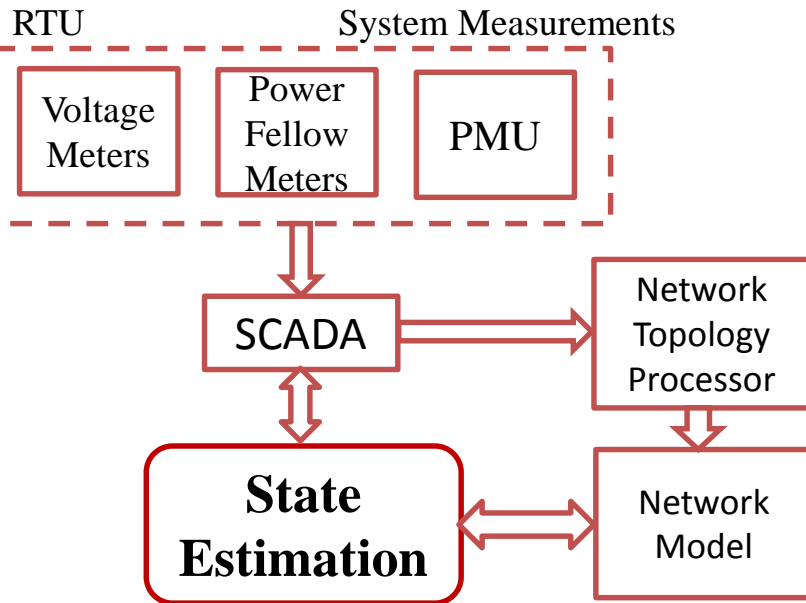 RTU
System Measurements
Voltage
Meters
Power
Fellow
Meters
PMU
SCADA
Network
Topology
Processor
State
Estimation
Network
Model